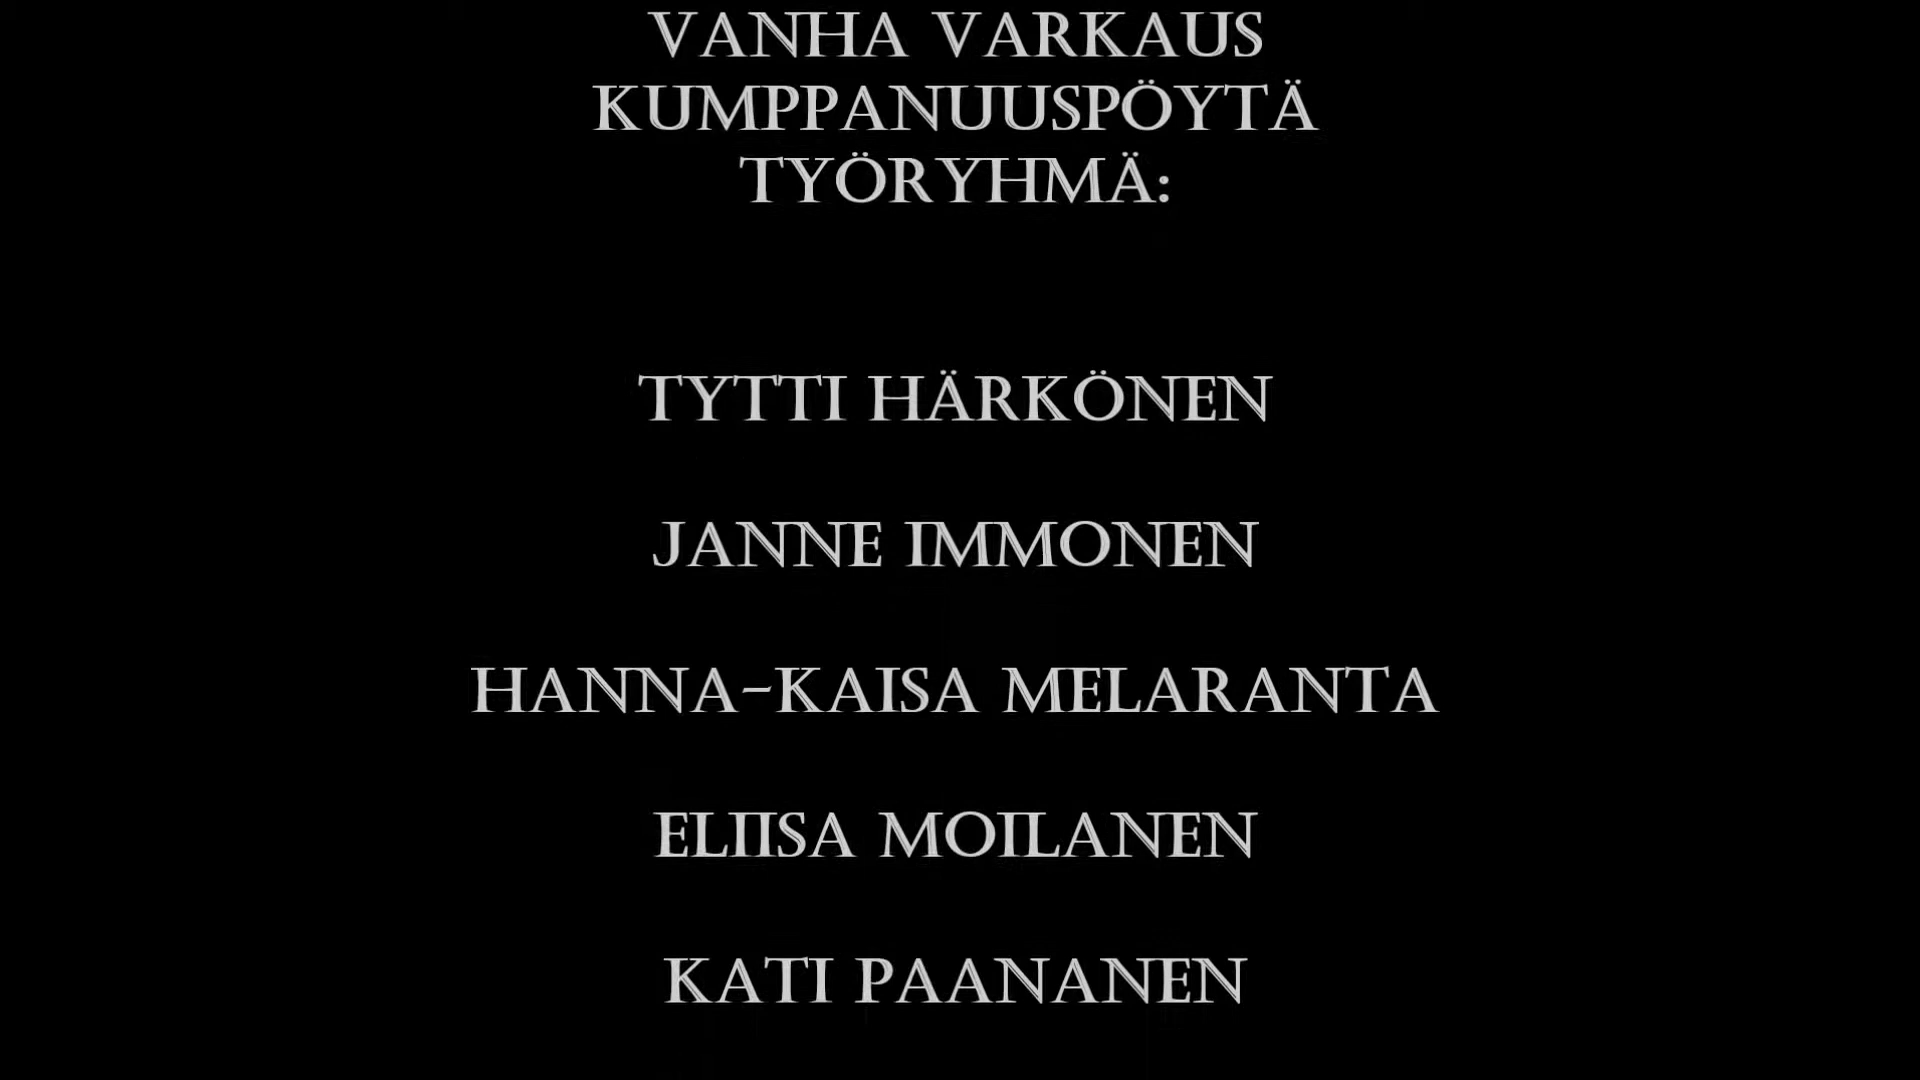 VANHA VARKAUS
KUMPPANUUSPÖYTÄ
TYÖRYHMÄ:
TYTTI HÄRKÖNEN
JANNE IMMONEN
HANNA-KAISA MELARANTA
ELIISA MOILANEN
KATI PAANANEN